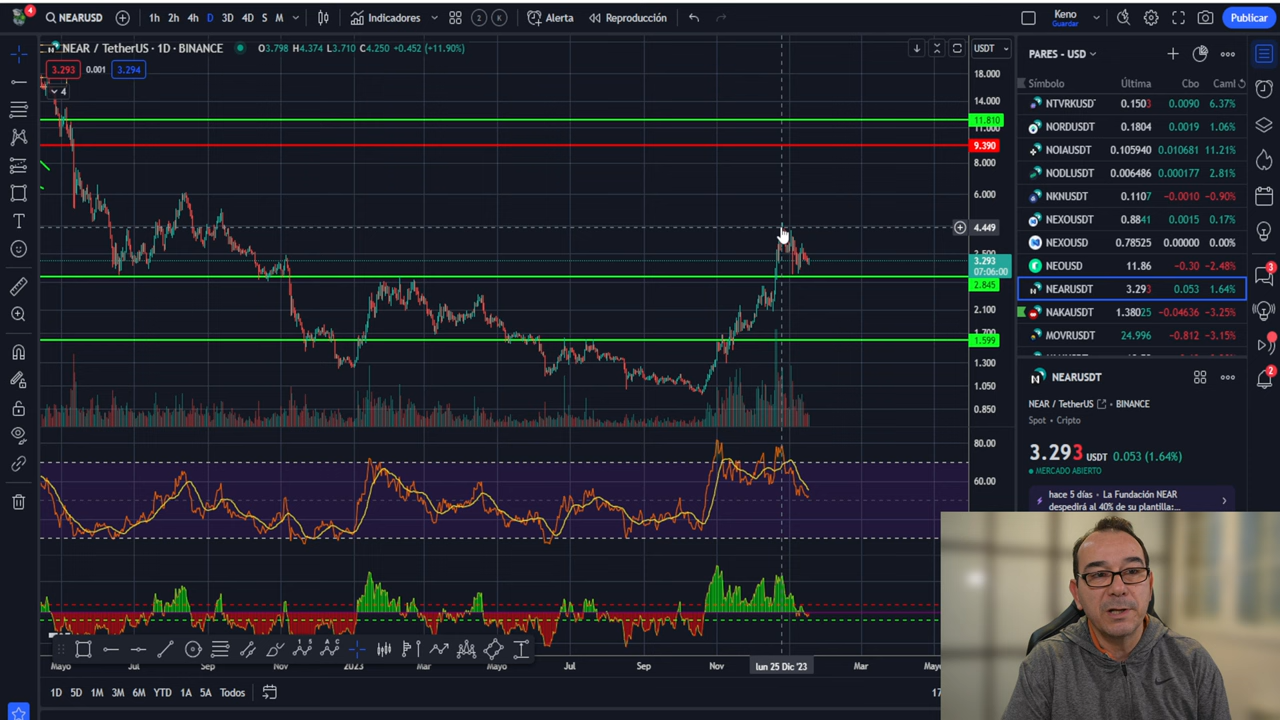 4
NEARUSD
1h 2h 4h D 3D 4D S M
Indicadores
2 K
Alerta
Reproducción
Keno
Guardar
Publicar
NEAR / TetherUS · 1D · BINANCE
O3.798 H4.374 L3.710 C4.250 +0.452 (+11.90%)
3.293 0.001 3.294
4
USDT
18.000
14.000
11.810
11.000
9.390
8.000
6.000
4.449
3.293
07:06:00
2.845
2.100
1.599
1.300
1.050
0.850
80.00
60.00
Mayo Jul Sep Nov 2023 Mar Mayo Jul Sep Nov lun 25 Dic '23 Mar
1D 5D 1M 3M 6M YTD 1A 5A Todos
17
PARES - USD
Símbolo Última Cbo
NTVRKUSD 0.1503 0.0090 6.37%
NORDUSDT 0.1804 0.0019 1.06%
NOIAUSDT 0.105940 0.010681 11.21%
NODLUSDT 0.006486 0.000177 2.81%
NKNUSDT 0.1107 -0.0010 -0.90%
NEXOUSDT 0.8841 0.0015 0.17%
NEXOUSD 0.78525 0.00000 0.00%
NEOUSD 11.86 -0.30 -2.48%
NEARUSDT 3.293 0.053 1.64%
NAKAUSDT 1.38025 -0.04636 -3.25%
MOVRUSDT 24.996 -0.812 -3.15%
NEARUSDT
NEAR / TetherUS · BINANCE
Spot • Cripto
3.293 USDT 0.053 (1.64%)
MERCADO ABIERTO
hace 5 días · La Fundación NEAR
despedirá al 40% de su plantilla:...
3
2